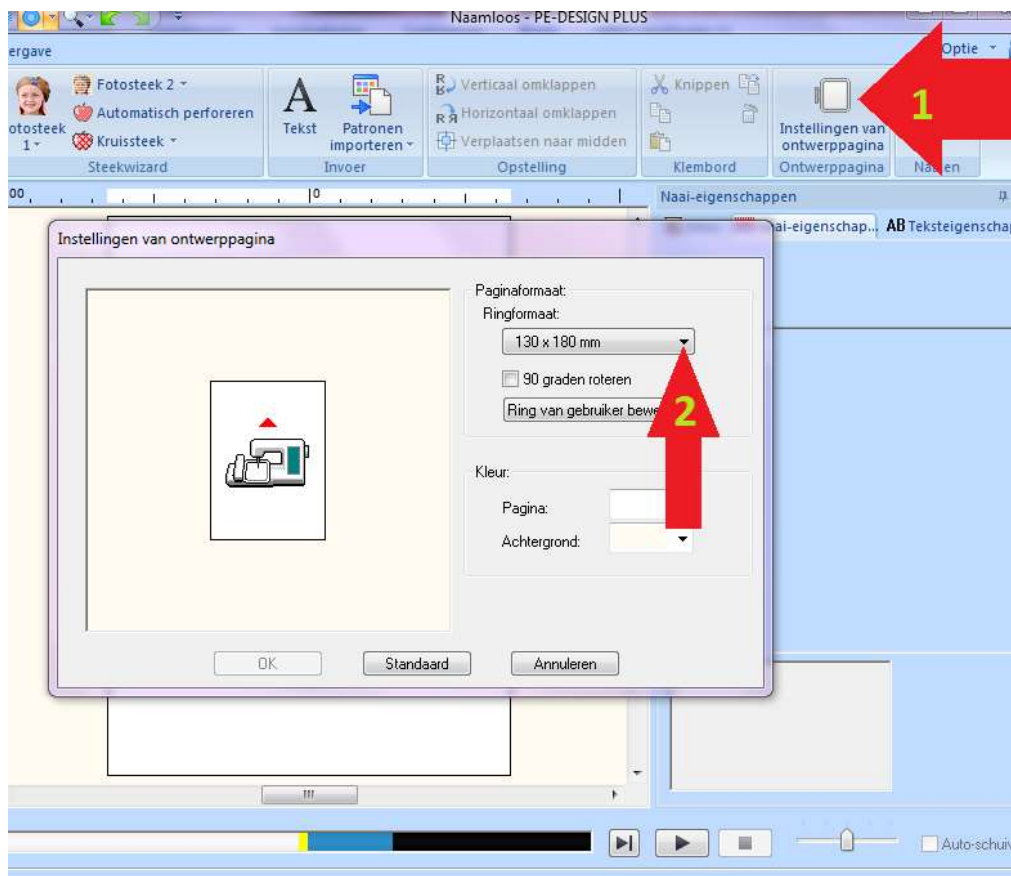 Naamloos - PE-DESIGN PLUS
ergave
Optie
Fotosteek 2
otosteek
1
Automatisch perforeren
Kruissteek
Steekwizard
A
Tekst
Patronen
importeren
Invoer
Verticaal omklappen
Horizontaal omklappen
Verplaatsen naar midden
Opstelling
Knippen
Klembord
Instellingen van
ontwerppagina
Ontwerppagina
1
00
0
Naai-eigenschappen
ai-eigenschap...
AB Teksteigenscha
Instellingen van ontwerppagina
Paginaformaat:
Ringformaat:
130 x 180 mm
90 graden roteren
Ring van gebruiker bewe
2
Kleur:
Pagina:
Achtergrond:
OK
Standaard
Annuleren
Auto-schuiv